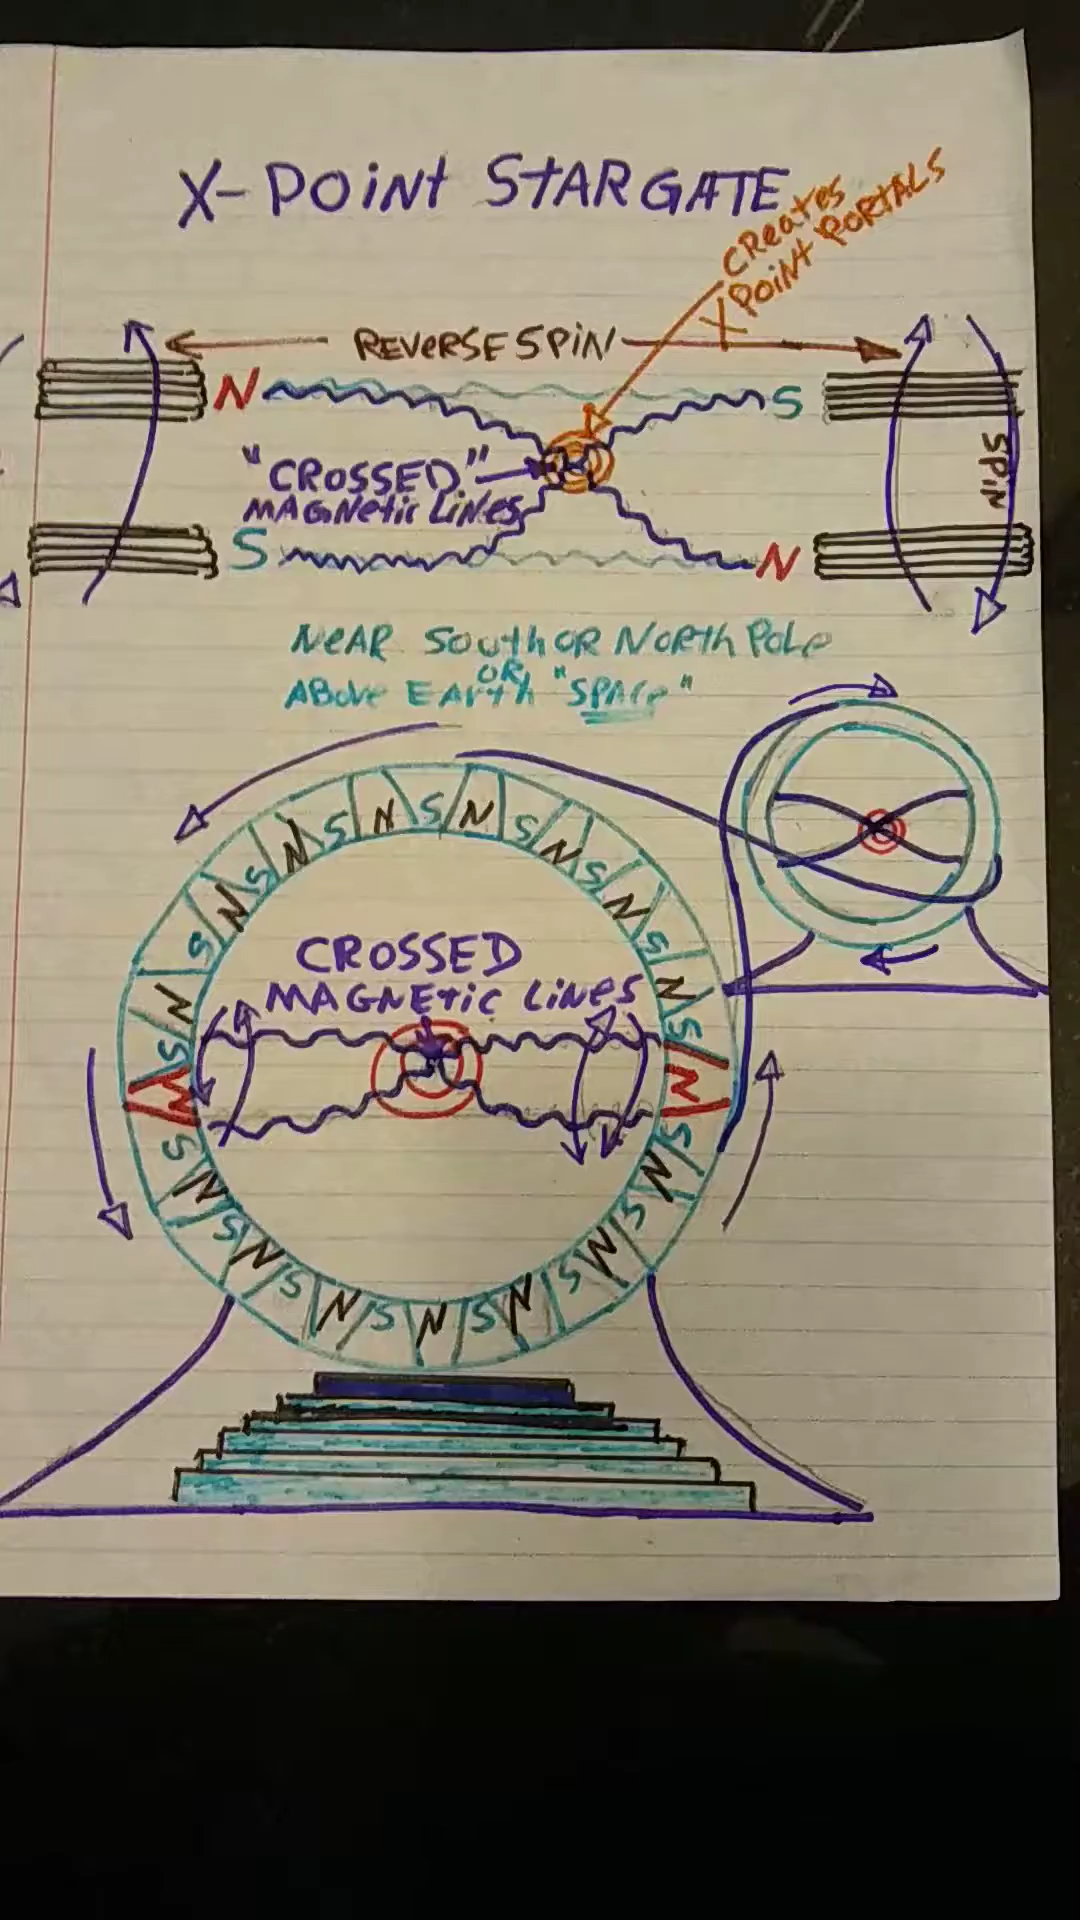 X-POiNt StARGATE
CReates
X POiNt PORtALS
REVerse SPiN
N S
"CROSSED"
MAGNetic LiNes
SPiN
S N
NeAR South OR NORth Pole
OR
ABove EARth "SPACe"
N S N S N S N S N S N S N S N S N S N S N S N S N S N S
CROSSED
MAGNEtic LiNES